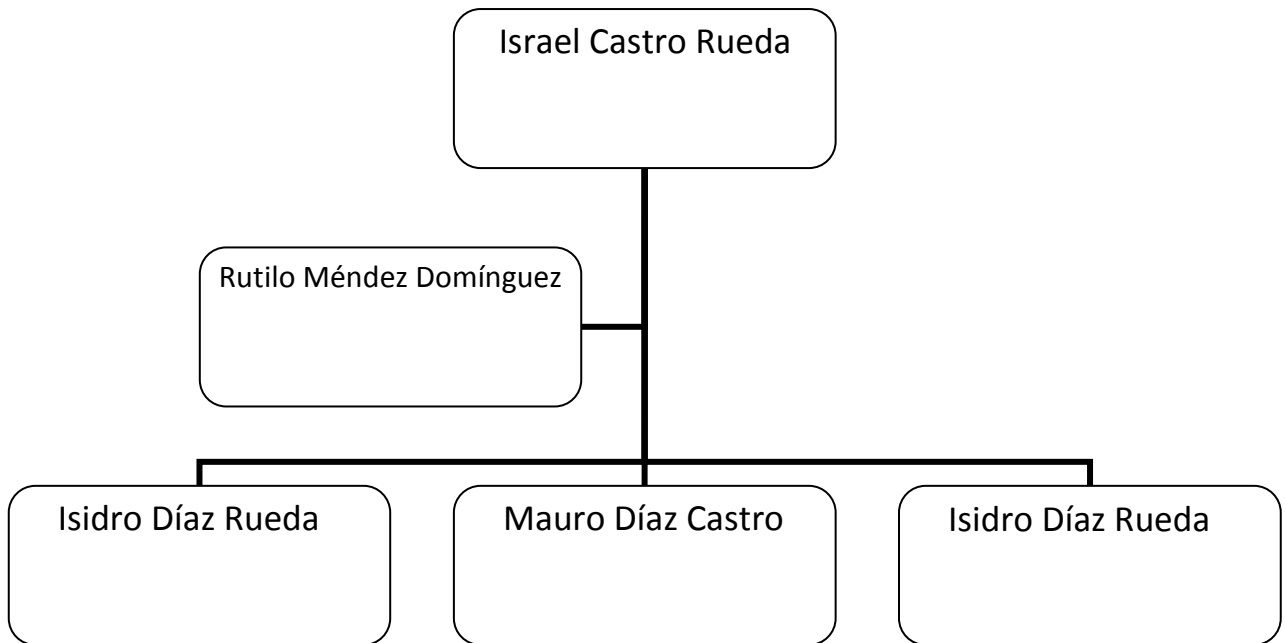 Israel Castro Rueda
Rutilo Méndez Domínguez
Isidro Díaz Rueda
Mauro Díaz Castro
Isidro Díaz Rueda